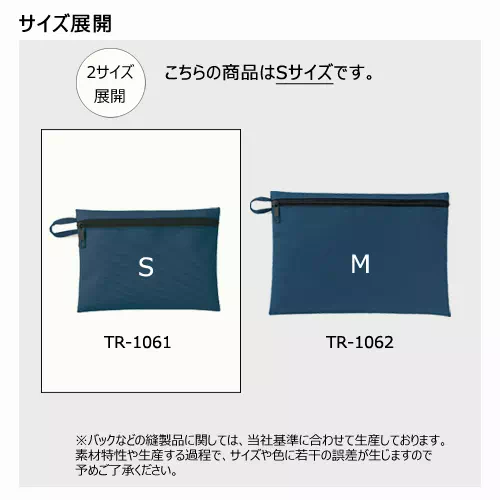 サイズ展開
2サイズ
展開
こちらの商品はSサイズです。
S
M
TR-1061
TR-1062
※バックなどの縫製品に関しては、当社基準に合わせて生産しております。
素材特性や生産する過程で、サイズや色に若干の誤差が生じますので
予めご了承ください。